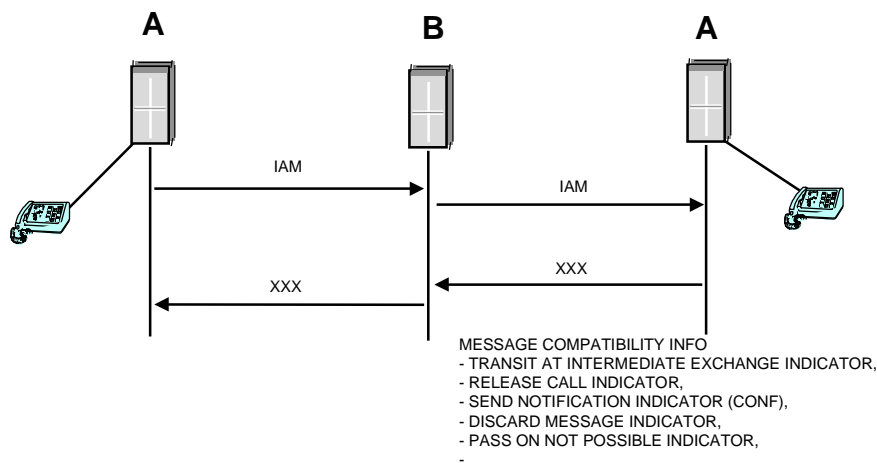 A B A
IAM
IAM
XXX
XXX
MESSAGE COMPATIBILITY INFO
- TRANSIT AT INTERMEDIATE EXCHANGE INDICATOR,
- RELEASE CALL INDICATOR,
- SEND NOTIFICATION INDICATOR (CONF),
- DISCARD MESSAGE INDICATOR,
- PASS ON NOT POSSIBLE INDICATOR,
-